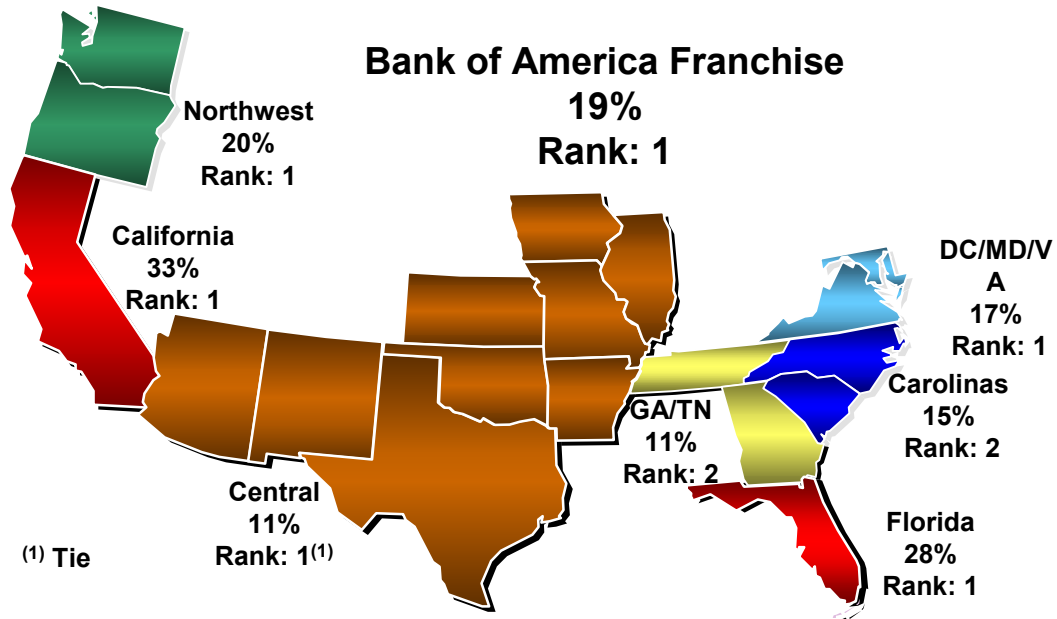 Bank of America Franchise
19%
Rank: 1
Northwest
20%
Rank: 1
California
33%
Rank: 1
DC/MD/V
A
17%
Rank: 1
Carolinas
15%
Rank: 2
GA/TN
11%
Rank: 2
Central
11%
Rank: 1(1)
Florida
28%
Rank: 1
(1) Tie